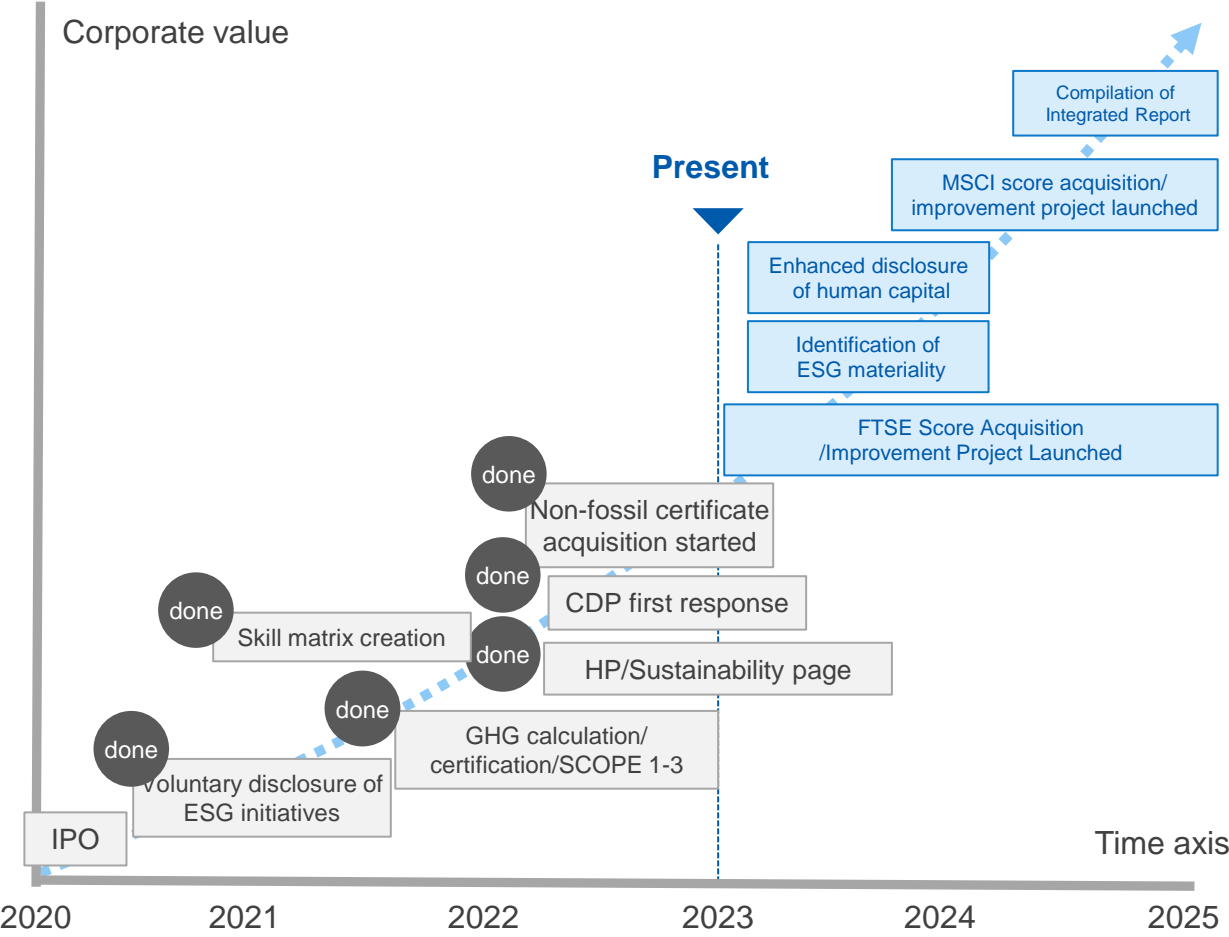 Corporate value
Compilation of
Integrated Report
Present
MSCI score acquisition/
improvement project launched
Enhanced disclosure
of human capital
Identification of
ESG materiality
FTSE Score Acquisition
/Improvement Project Launched
done
Non-fossil certificate
acquisition started
done
CDP first response
done
Skill matrix creation
done
HP/Sustainability page
done
GHG calculation/
certification/SCOPE 1-3
done
Voluntary disclosure of
ESG initiatives
IPO
Time axis
2020
2021
2022
2023
2024
2025